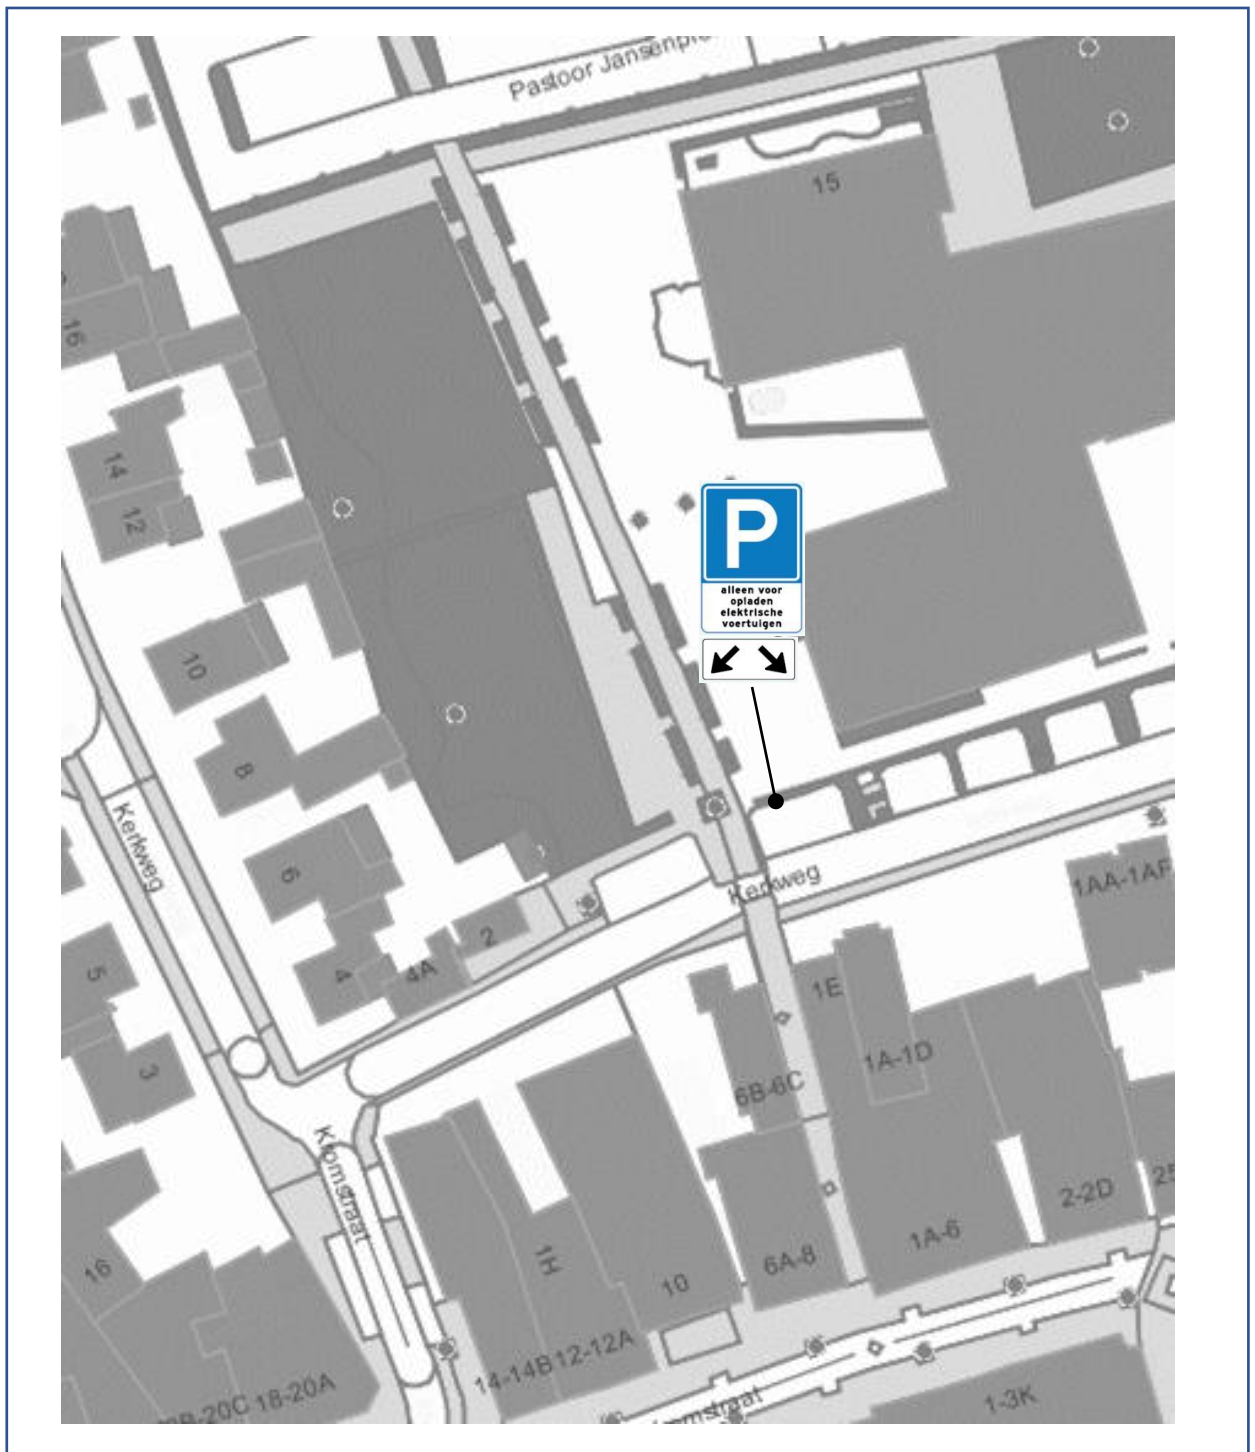 Pastoor Jansenple
15
16
14
12
P
alleen voor
opladen
elektrische
voertuigen
10
8
Kerkweg
6
Kerkweg
1AA-1AF
2
4A
4
5
1E
3
1A-1D
6B-6C
Kromstraat
2-2D
25
1A-6
6A-8
1H
10
16
12-12A
14-14B
18-20A
1-3K